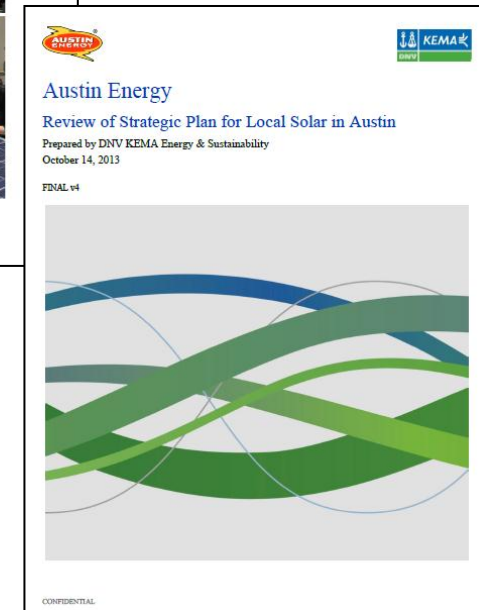 AUSTIN
ENERGY
DNV
KEMA
Austin Energy
Review of Strategic Plan for Local Solar in Austin
Prepared by DNV KEMA Energy & Sustainability
October 14, 2013
FINAL v4
CONFIDENTIAL